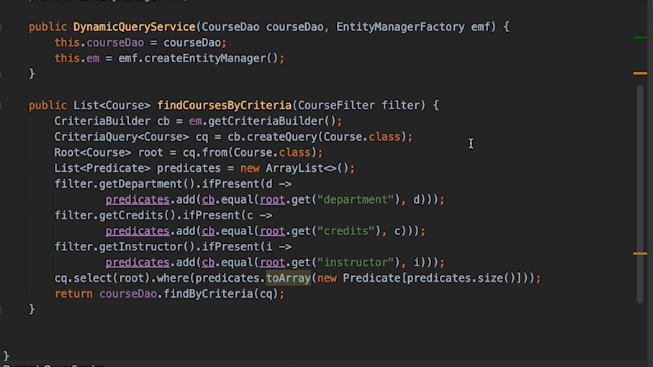 public DynamicQueryService(CourseDao courseDao, EntityManagerFactory emf) {
this.courseDao = courseDao;
this.em = emf.createEntityManager();
}
public List<Course> findCoursesByCriteria(CourseFilter filter) {
CriteriaBuilder cb = em.getCriteriaBuilder();
CriteriaQuery<Course> cq = cb.createQuery(Course.class);
Root<Course> root = cq.from(Course.class);
List<Predicate> predicates = new ArrayList<>();
filter.getDepartment().ifPresent(d ->
predicates.add(cb.equal(root.get("department"), d)));
filter.getCredits().ifPresent(c ->
predicates.add(cb.equal(root.get("credits"), c)));
filter.getInstructor().ifPresent(i ->
predicates.add(cb.equal(root.get("instructor"), i)));
cq.select(root).where(predicates.toArray(new Predicate[predicates.size()]));
return courseDao.findByCriteria(cq);
}
}